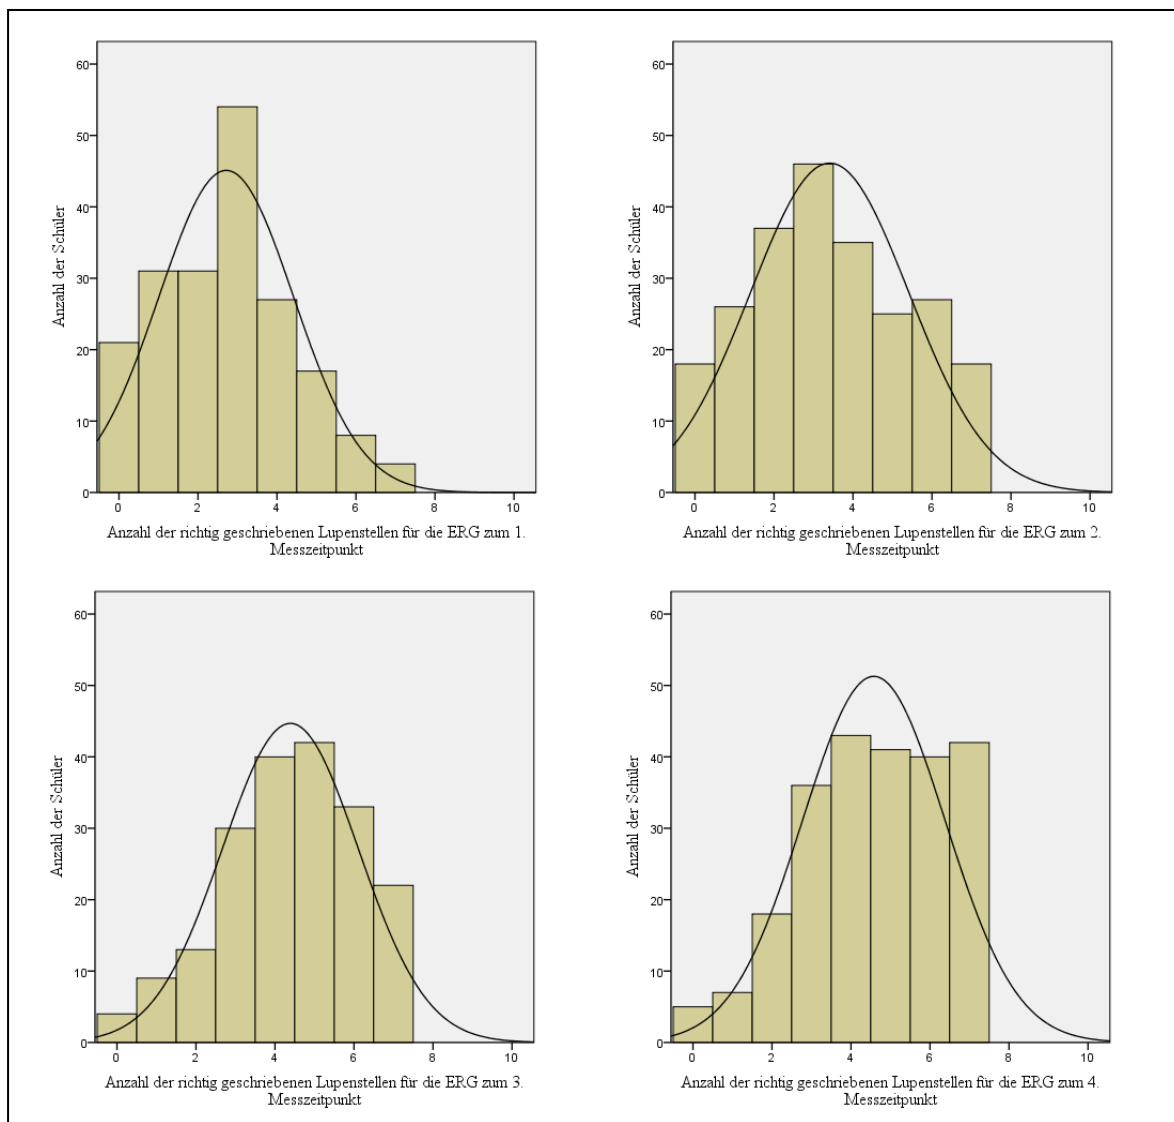 60
50
40
30
20
10
0
Anzahl der Schüler
0 2 4 6 8 10
Anzahl der richtig geschriebenen Lupenstellen für die ERG zum 1.
Messzeitpunkt
60
50
40
30
20
10
0
Anzahl der Schüler
0 2 4 6 8 10
Anzahl der richtig geschriebenen Lupenstellen für die ERG zum 2.
Messzeitpunkt
60
50
40
30
20
10
0
Anzahl der Schüler
0 2 4 6 8 10
Anzahl der richtig geschriebenen Lupenstellen für die ERG zum 3.
Messzeitpunkt
60
50
40
30
20
10
0
Anzahl der Schüler
0 2 4 6 8 10
Anzahl der richtig geschriebenen Lupenstellen für die ERG zum 4.
Messzeitpunkt